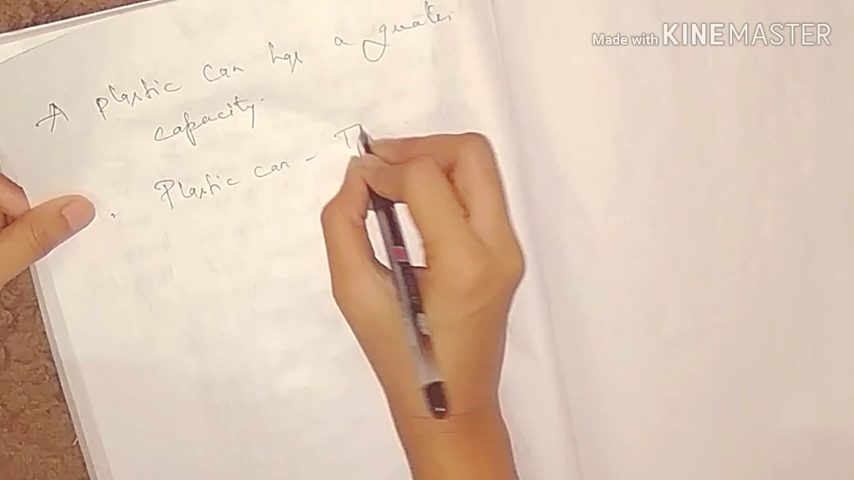 Made with KINEMASTER
A plastic can has a greater
capacity.
. Plastic can - T